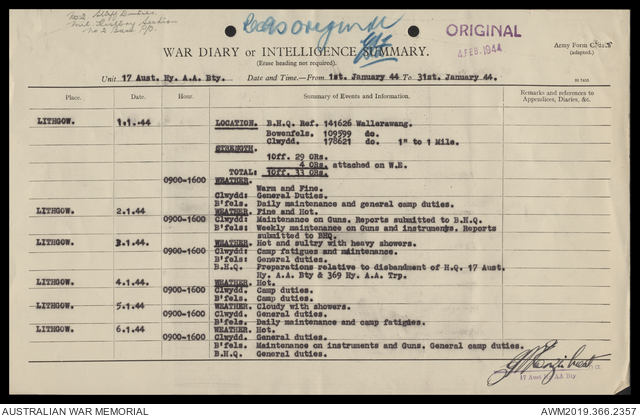 No 2 Base P/O.
Cas original
ORIGINAL
4 FEB. 1944
WAR DIARY or INTELLIGENCE SUMMARY.
(Erase heading not required).
Army Form C.
(adapted.)
Unit 17 Aust. Hy. A.A. Bty. Date and Time.—From 1st. January 44 To 31st. January 44.
Place. Date. Hour. Summary of Events and Information. Remarks and references to Appendices, Diaries, &c.
LITHGOW. 1.1.44 LOCATION. B.H.Q. Ref. 141626 Wallerawang.
Bowenfels. 109599 do.
Clwydd. 178621 do. 1" to 1 Mile.
STRENGTH.
1Off. 29 ORs.
4 ORs. attached on W.E.
TOTAL: 1Off. 33 ORs.
0900-1600 WEATHER.
Warm and Fine.
Clwydd: General Duties.
B'fels. Daily maintenance and general camp duties.
LITHGOW. 2.1.44 WEATHER. Fine and Hot.
0900-1600 Clwydd: Maintenance on Guns. Reports submitted to B.H.Q.
B'fels: Weekly maintenance on Guns and instruments. Reports
submitted to BHQ.
LITHGOW. 3.1.44 WEATHER. Hot and sultry with heavy showers.
0900-1600 Clwydd: Camp fatigues and maintenance.
B'fels: General duties.
B.H.Q. Preparations relative to disbandment of H.Q. 17 Aust.
Hy. A.A. Bty & 369 Hy. A.A. Trp.
LITHGOW. 4.1.44 WEATHER. Hot.
0900-1600 Clwydd. Camp duties.
B'fels. Camp duties.
LITHGOW. 5.1.44 WEATHER. Cloudy with showers.
0900-1600 Clwydd. General duties.
B'fels. Daily maintenance and camp fatigues.
LITHGOW. 6.1.44 WEATHER. Hot.
0900-1600 Clwydd. General duties.
B'fels. Maintenance on instruments and Guns. General camp duties.
B.H.Q. General duties.
17 Aust Hy AA Bty
AUSTRALIAN WAR MEMORIAL
AWM2019.366.2357